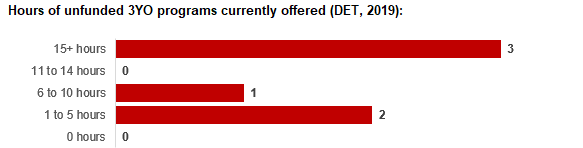 Hours of unfunded 3YO programs currently offered (DET, 2019):
15+ hours 3
11 to 14 hours 0
6 to 10 hours 1
1 to 5 hours 2
0 hours 0